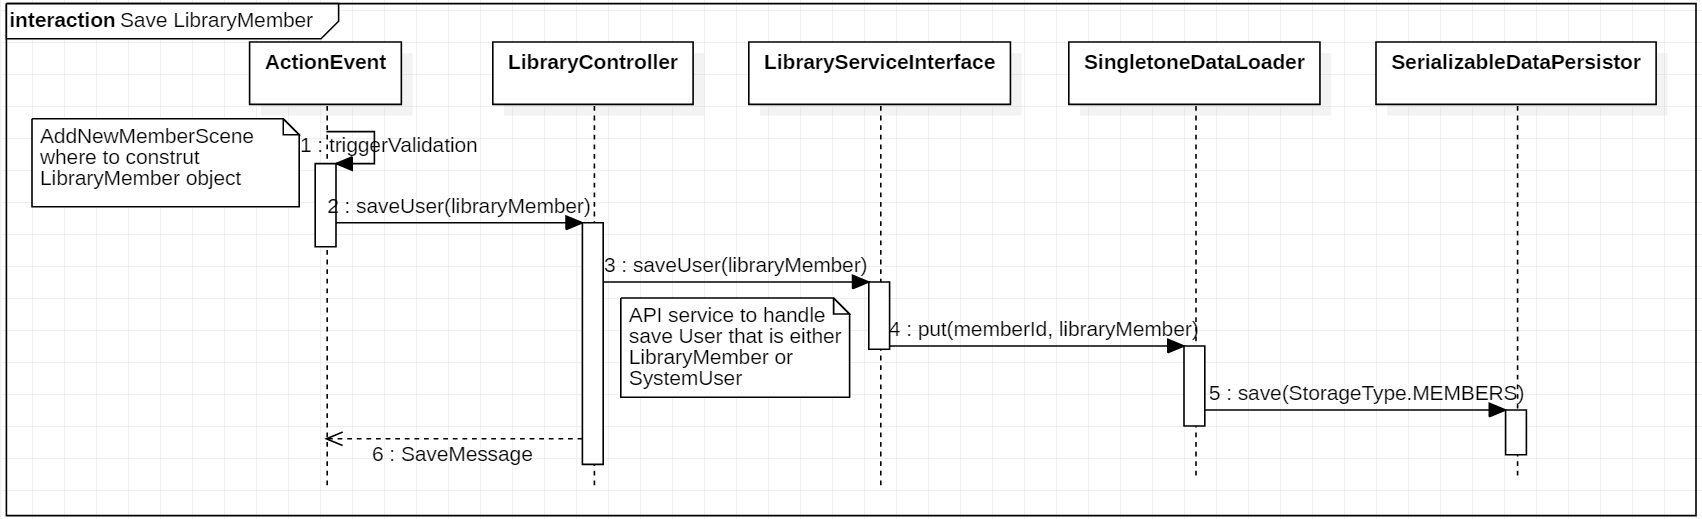 interaction Save LibraryMember
ActionEvent
LibraryController
LibraryServiceInterface
SingletoneDataLoader
SerializableDataPersistor
AddNewMemberScene
where to construt
LibraryMember object
1 : triggerValidation
2 : saveUser(libraryMember)
3 : saveUser(libraryMember)
API service to handle
save User that is either
LibraryMember or
SystemUser
4 : put(memberId, libraryMember)
5 : save(StorageType.MEMBERS)
6 : SaveMessage